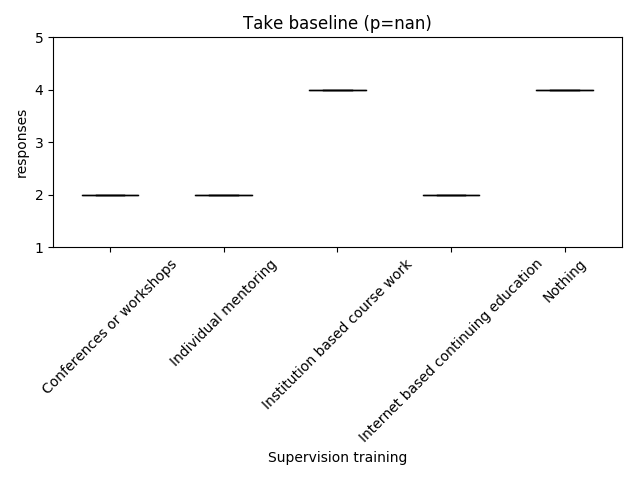 Take baseline (p=nan)
5
4
3
2
1
responses
Conferences or workshops
Individual mentoring
Institution based course work
Internet based continuing education
Nothing
Supervision training